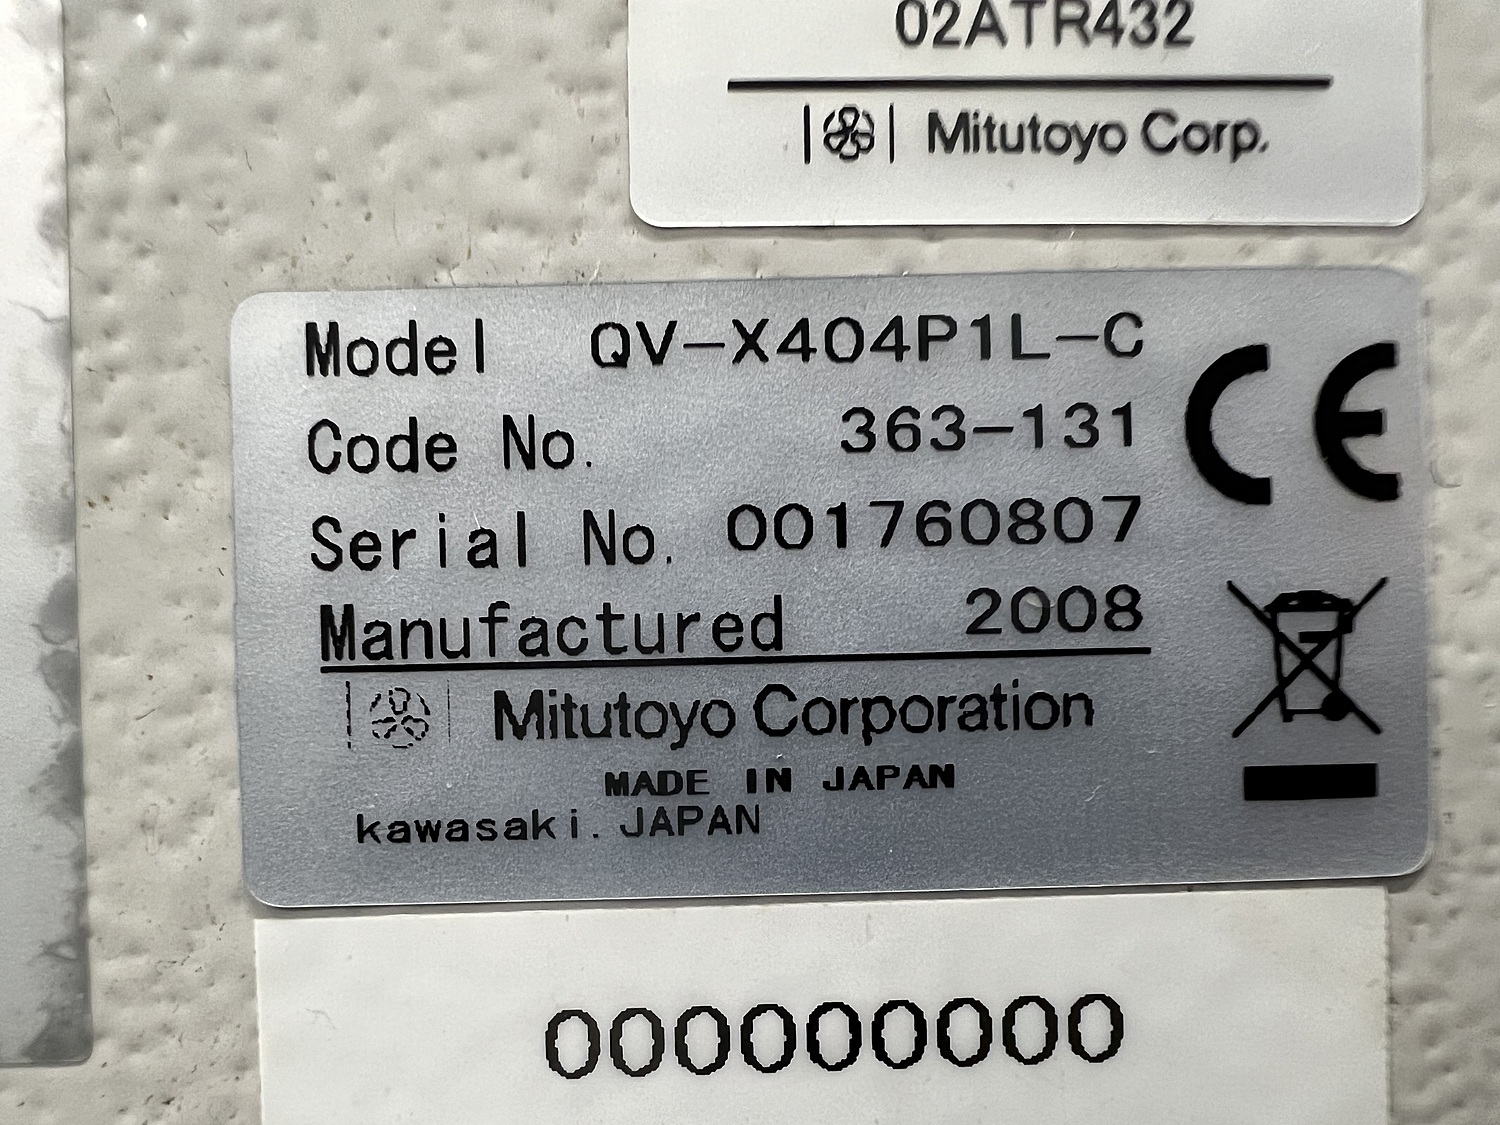 02ATR432
Mitutoyo Corp.
Model QV-X404P1L-C
Code No. 363-131
Serial No. 001760807
Manufactured 2008
Mitutoyo Corporation
MADE IN JAPAN
kawasaki. JAPAN
CE
000000000